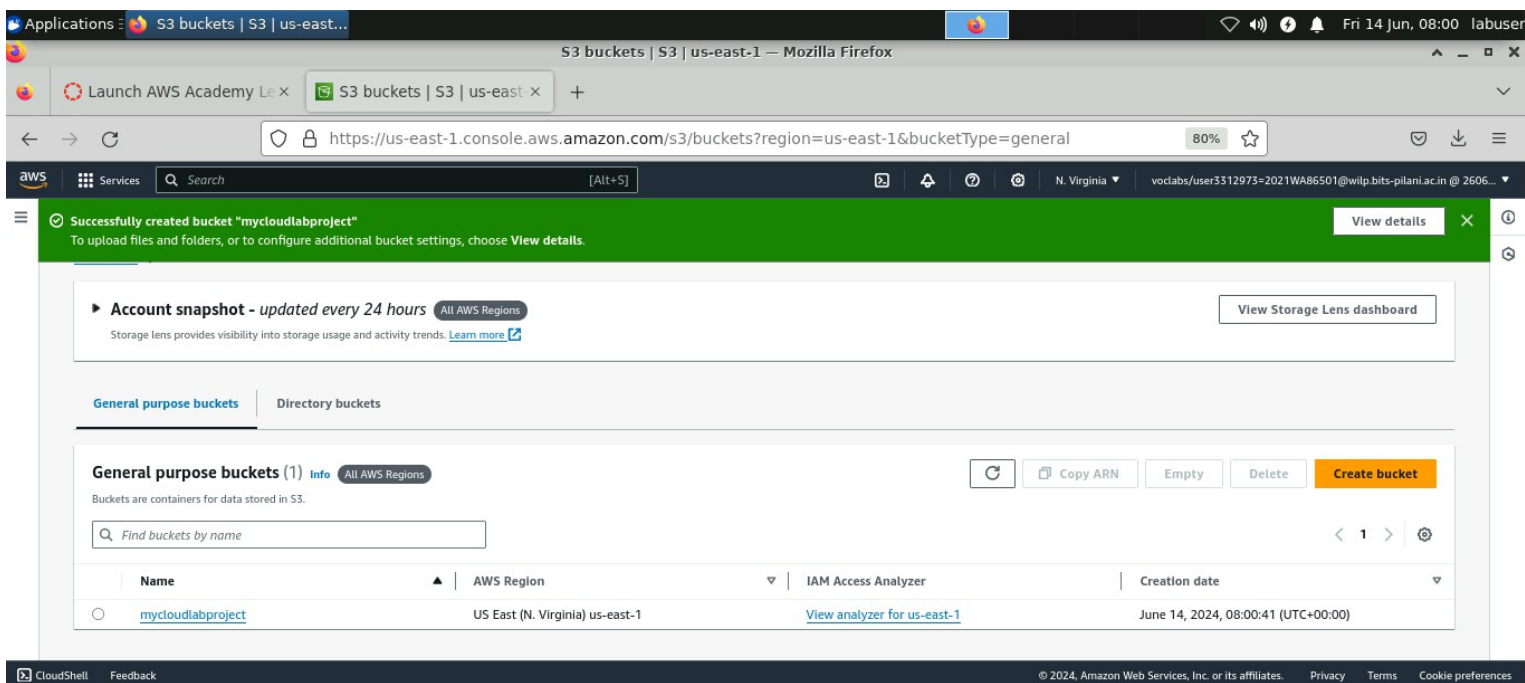 Applications S3 buckets | S3 | us-east... Fri 14 Jun, 08:00 labuser
S3 buckets | S3 | us-east-1 — Mozilla Firefox
Launch AWS Academy Le S3 buckets | S3 | us-east-
https://us-east-1.console.aws.amazon.com/s3/buckets?region=us-east-1&bucketType=general 80%
aws Services Search [Alt+S] N. Virginia voclabs/user3312973=2021WA86501@wilp.bits-pilani.ac.in @ 2606...
Successfully created bucket "mycloudlabproject" View details
To upload files and folders, or to configure additional bucket settings, choose View details.
Account snapshot - updated every 24 hours All AWS Regions View Storage Lens dashboard
Storage lens provides visibility into storage usage and activity trends. Learn more
General purpose buckets Directory buckets
General purpose buckets (1) Info All AWS Regions Copy ARN Empty Delete Create bucket
Buckets are containers for data stored in S3.
Find buckets by name 1
Name AWS Region IAM Access Analyzer Creation date
mycloudlabproject US East (N. Virginia) us-east-1 View analyzer for us-east-1 June 14, 2024, 08:00:41 (UTC+00:00)
CloudShell Feedback © 2024, Amazon Web Services, Inc. or its affiliates. Privacy Terms Cookie preferences